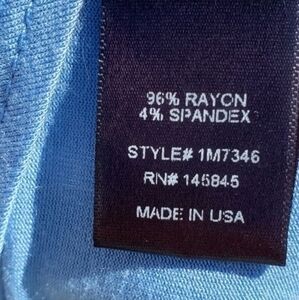 96% RAYON
4% SPANDEX
STYLE# 1M7346
RN# 145845
MADE IN USA